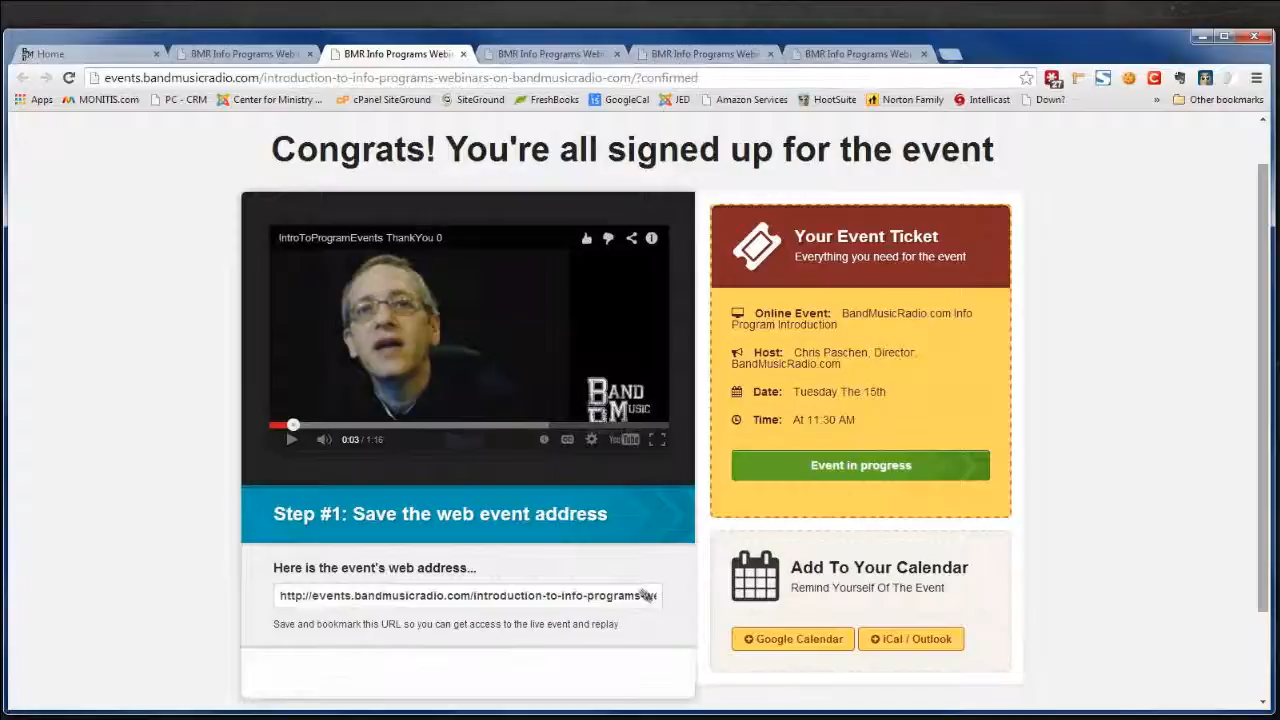 Home
BMR Info Programs Web
BMR Info Programs Webi
BMR Info Programs Webi
BMR Info Programs Webi
BMR Info Programs Webi
events.bandmusicradio.com/introduction-to-info-programs-webinars-on-bandmusicradio-com/?confirmed
27
Apps
MONITIS.com
PC - CRM
Center for Ministry ...
cPanel SiteGround
SiteGround
FreshBooks
GoogleCal
JED
Amazon Services
HootSuite
Norton Family
Intellicast
Down?
»
Other bookmarks
Congrats! You're all signed up for the event
IntroToProgramEvents ThankYou 0
BAND
MUSIC
0:03 / 1:16
YouTube
Step #1: Save the web event address
Here is the event's web address...
http://events.bandmusicradio.com/introduction-to-info-programs-we
Save and bookmark this URL so you can get access to the live event and replay
Your Event Ticket
Everything you need for the event
Online Event: BandMusicRadio.com Info
Program Introduction
Host: Chris Paschen, Director,
BandMusicRadio.com
Date: Tuesday The 15th
Time: At 11:30 AM
Event in progress
Add To Your Calendar
Remind Yourself Of The Event
Google Calendar
iCal / Outlook